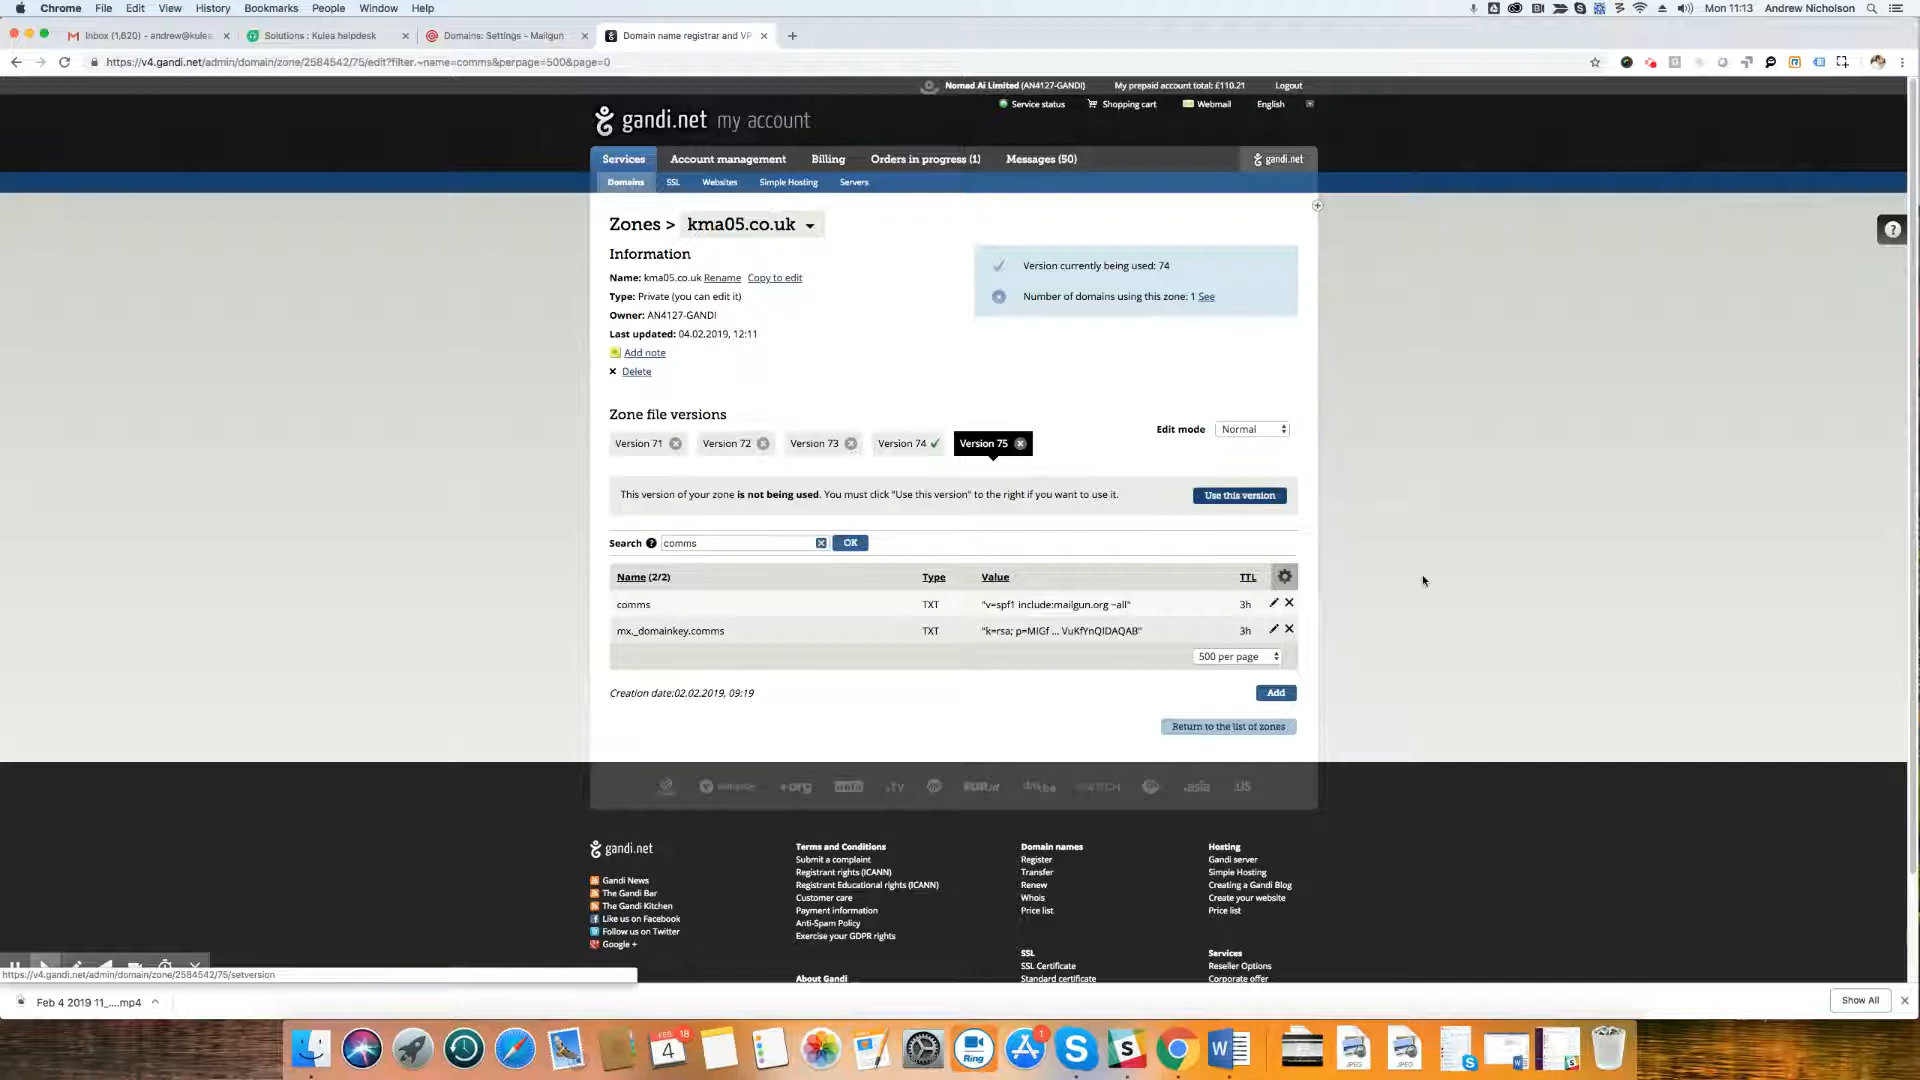 Chrome File Edit View History Bookmarks People Window Help Mon 11:13 Andrew Nicholson
Inbox (1,620) - andrew@kulea Solutions : Kulea helpdesk Domains: Settings - Mailgun Domain name registrar and VP
https://v4.gandi.net/admin/domain/zone/2584542/75/edit?filter.~name=comms&perpage=500&page=0
Nomad Ai Limited (AN4127-GANDI) My prepaid account total: £110.21 Logout
Service status Shopping cart Webmail English
gandi.net my account
Services Account management Billing Orders in progress (1) Messages (50) gandi.net
Domains SSL Websites Simple Hosting Servers
Zones > kma05.co.uk
Information
Name: kma05.co.uk Rename Copy to edit
Type: Private (you can edit it)
Owner: AN4127-GANDI
Last updated: 04.02.2019, 12:11
Add note
Delete
Version currently being used: 74
Number of domains using this zone: 1 See
Zone file versions
Edit mode Normal
Version 71 Version 72 Version 73 Version 74 Version 75
This version of your zone is not being used. You must click "Use this version" to the right if you want to use it. Use this version
Search ? comms OK
Name (2/2) Type Value TTL
comms TXT "v=spf1 include:mailgun.org ~all" 3h
mx._domainkey.comms TXT "k=rsa; p=MIGf ... VuKfYnQIDAQAB" 3h
500 per page
Creation date:02.02.2019, 09:19 Add
Return to the list of zones
.org .TV .asia .US
gandi.net
Gandi News
The Gandi Bar
The Gandi Kitchen
Like us on Facebook
Follow us on Twitter
Google +
Terms and Conditions
Submit a complaint
Registrant rights (ICANN)
Registrant Educational rights (ICANN)
Customer care
Payment information
Anti-Spam Policy
Exercise your GDPR rights
About Gandi
Domain names
Register
Transfer
Renew
Whois
Price list
SSL
SSL Certificate
Standard certificate
Hosting
Gandi server
Simple Hosting
Creating a Gandi Blog
Create your website
Price list
Services
Reseller Options
Corporate offer
https://v4.gandi.net/admin/domain/zone/2584542/75/setversion
Feb 4 2019 11_....mp4 Show All
FEB 18
4
Ring
1
JPEG
JPEG